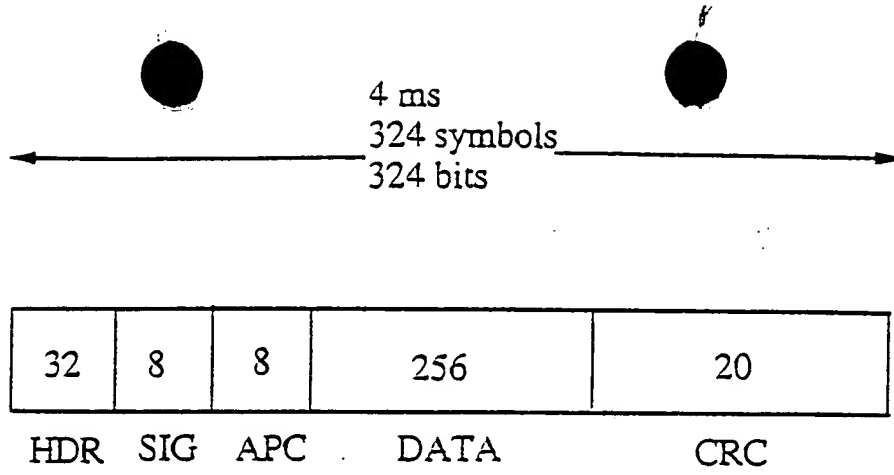 4 ms
324 symbols
324 bits
32 8 8 256 20
HDR SIG APC DATA CRC